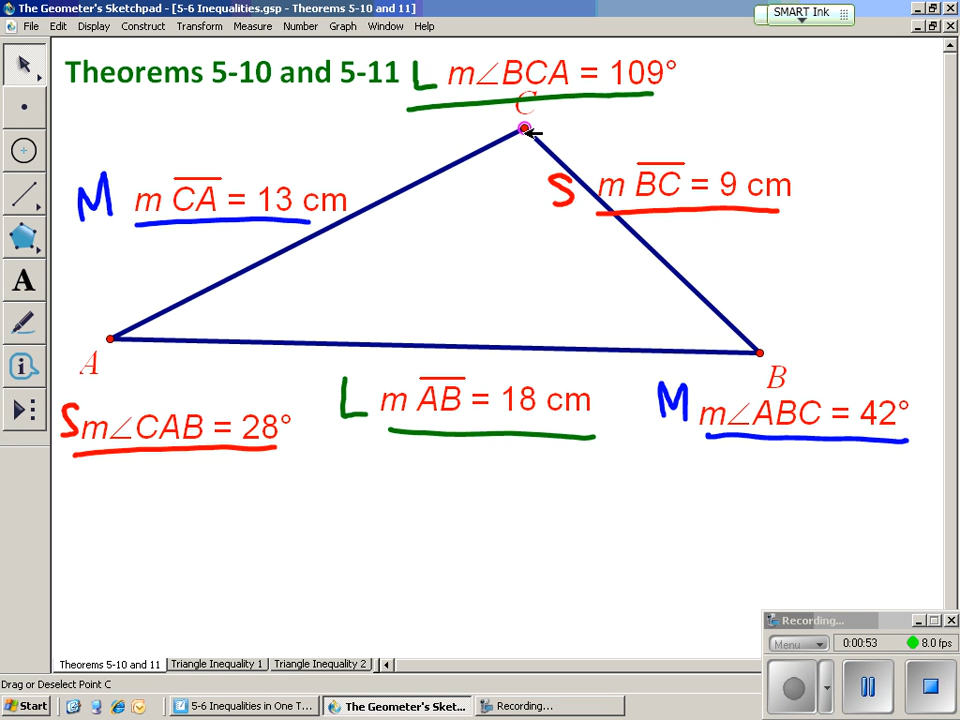 The Geometer's Sketchpad - [5-6 Inequalities.gsp - Theorems 5-10 and 11]
SMART Ink
File Edit Display Construct Transform Measure Number Graph Window Help
Theorems 5-10 and 5-11 L m∠BCA = 109°
C
M m CA = 13 cm
S m BC = 9 cm
A
B
L m AB = 18 cm
M m∠ABC = 42°
S m∠CAB = 28°
A
Recording...
Menu 0:00:53 8.0 fps
Theorems 5-10 and 11 Triangle Inequality 1 Triangle Inequality 2
Drag or Deselect Point C
Start 5-6 Inequalities in One T... The Geometer's Sket... Recording...